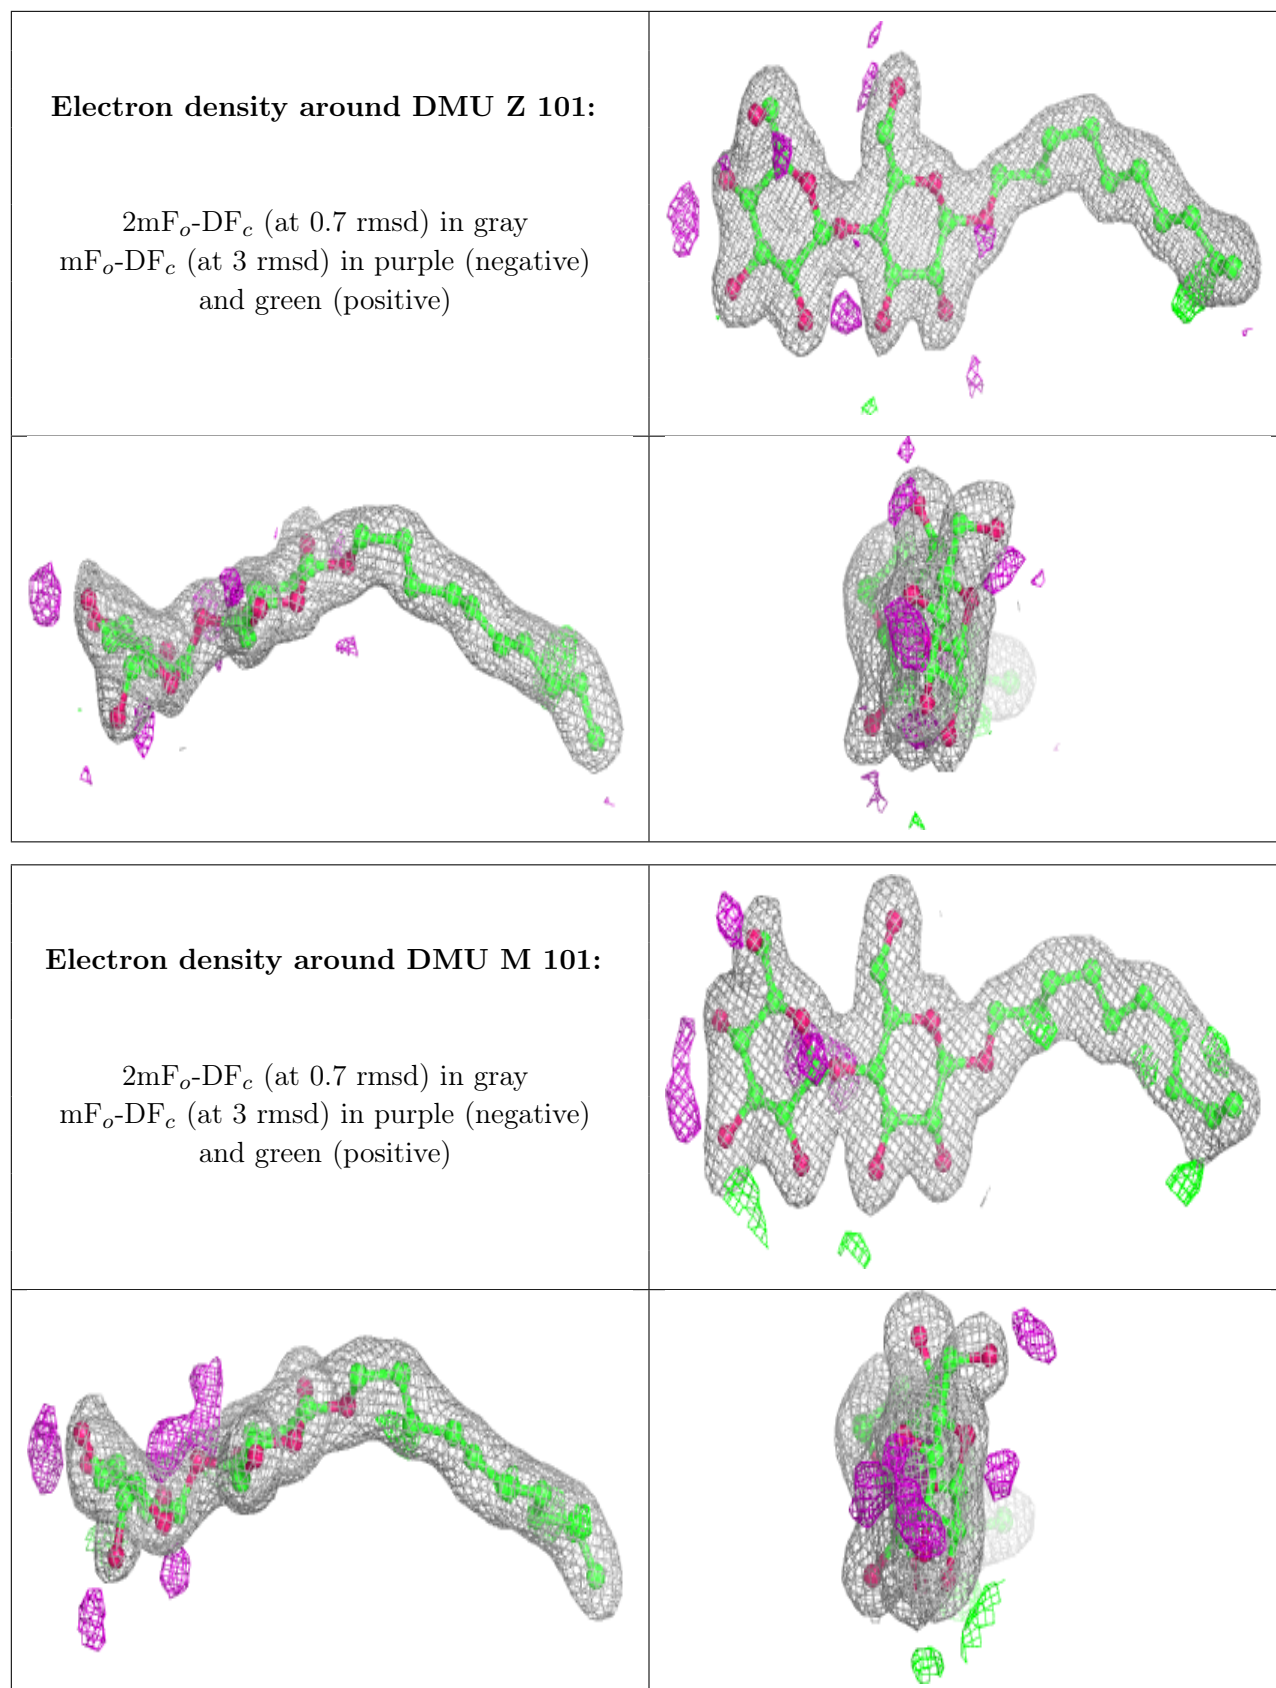 Electron density around DMU Z 101:
2mFo-DFc (at 0.7 rmsd) in gray
mFo-DFc (at 3 rmsd) in purple (negative)
and green (positive)
Electron density around DMU M 101:
2mFo-DFc (at 0.7 rmsd) in gray
mFo-DFc (at 3 rmsd) in purple (negative)
and green (positive)